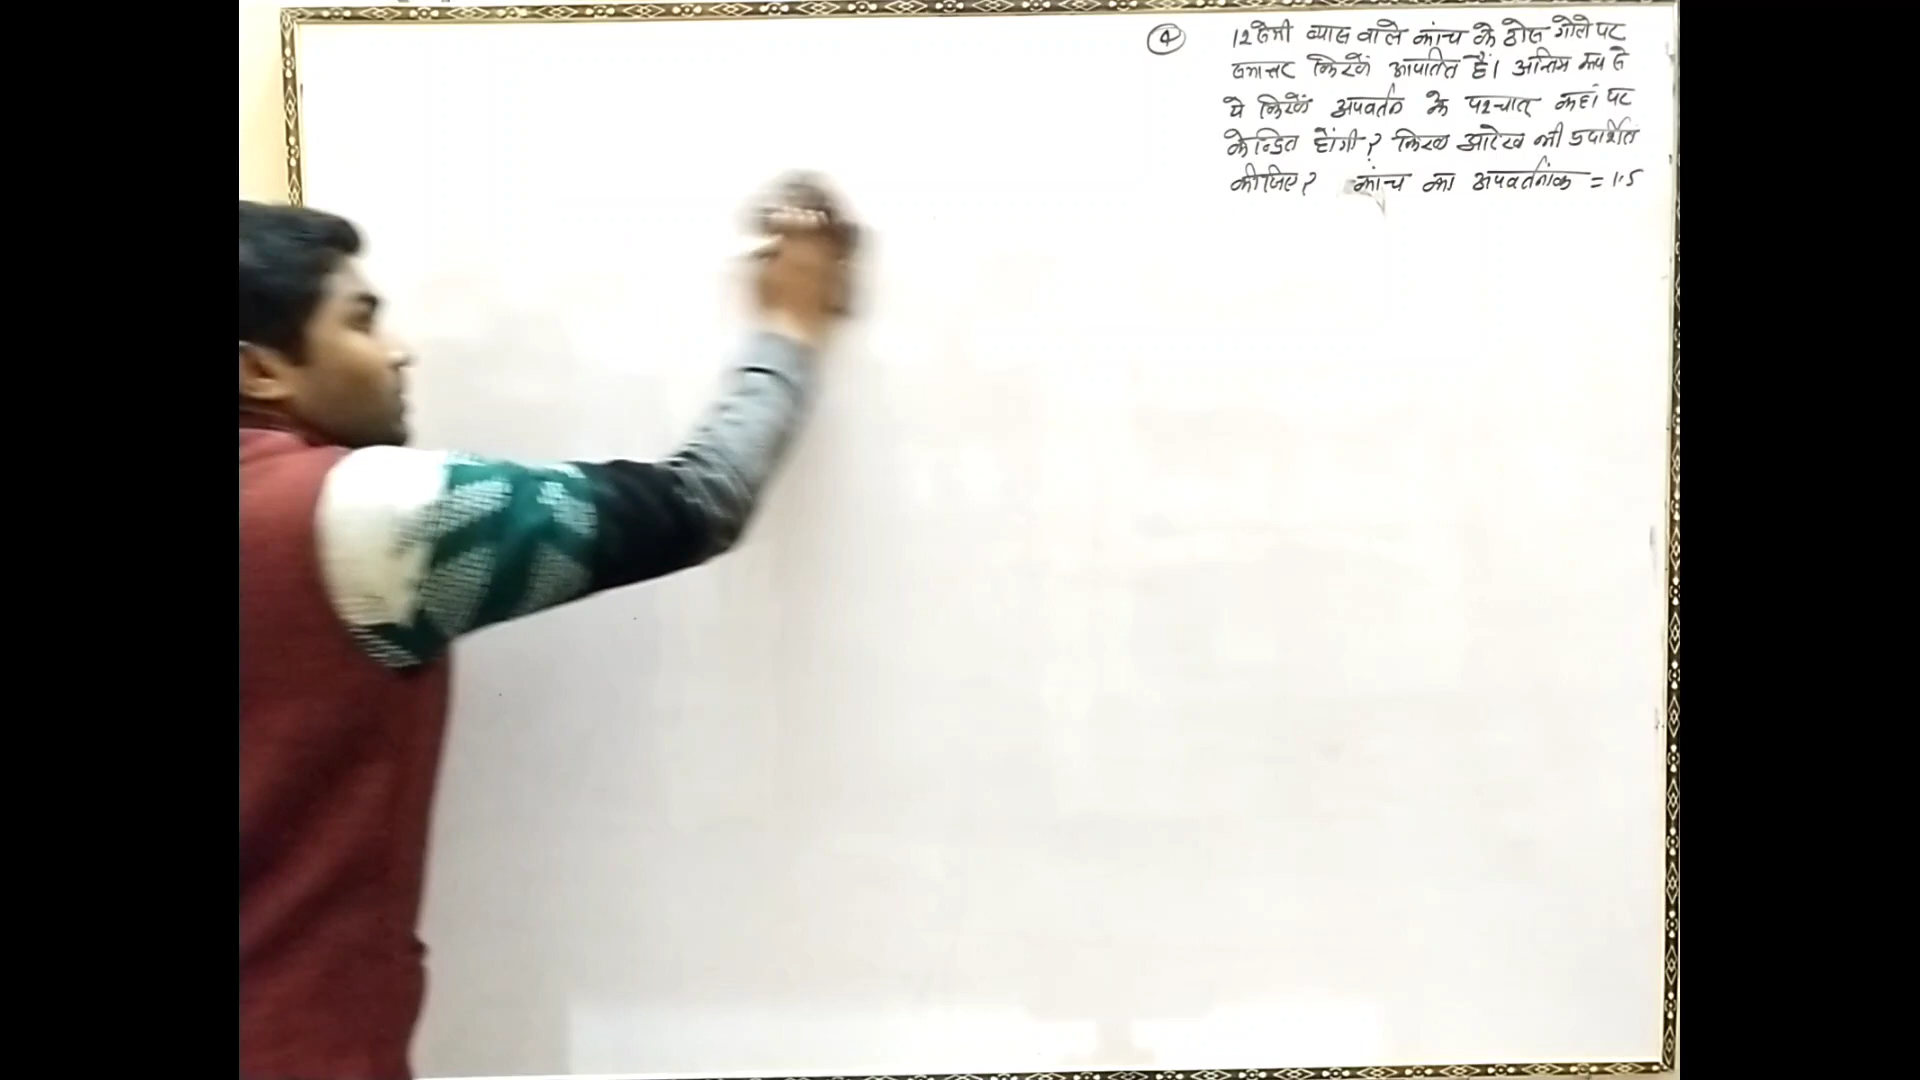 ④ 12 सेमी व्यास वाले कांच के ठोस गोले पर
समान्तर किरणें आपतित हैं। अन्तिम रूप से
ये किरणें अपवर्तन के पश्चात् कहां पर
केन्द्रित होंगी? किरण आरेख भी प्रदर्शित
कीजिए? कांच का अपवर्तनांक = 1.5